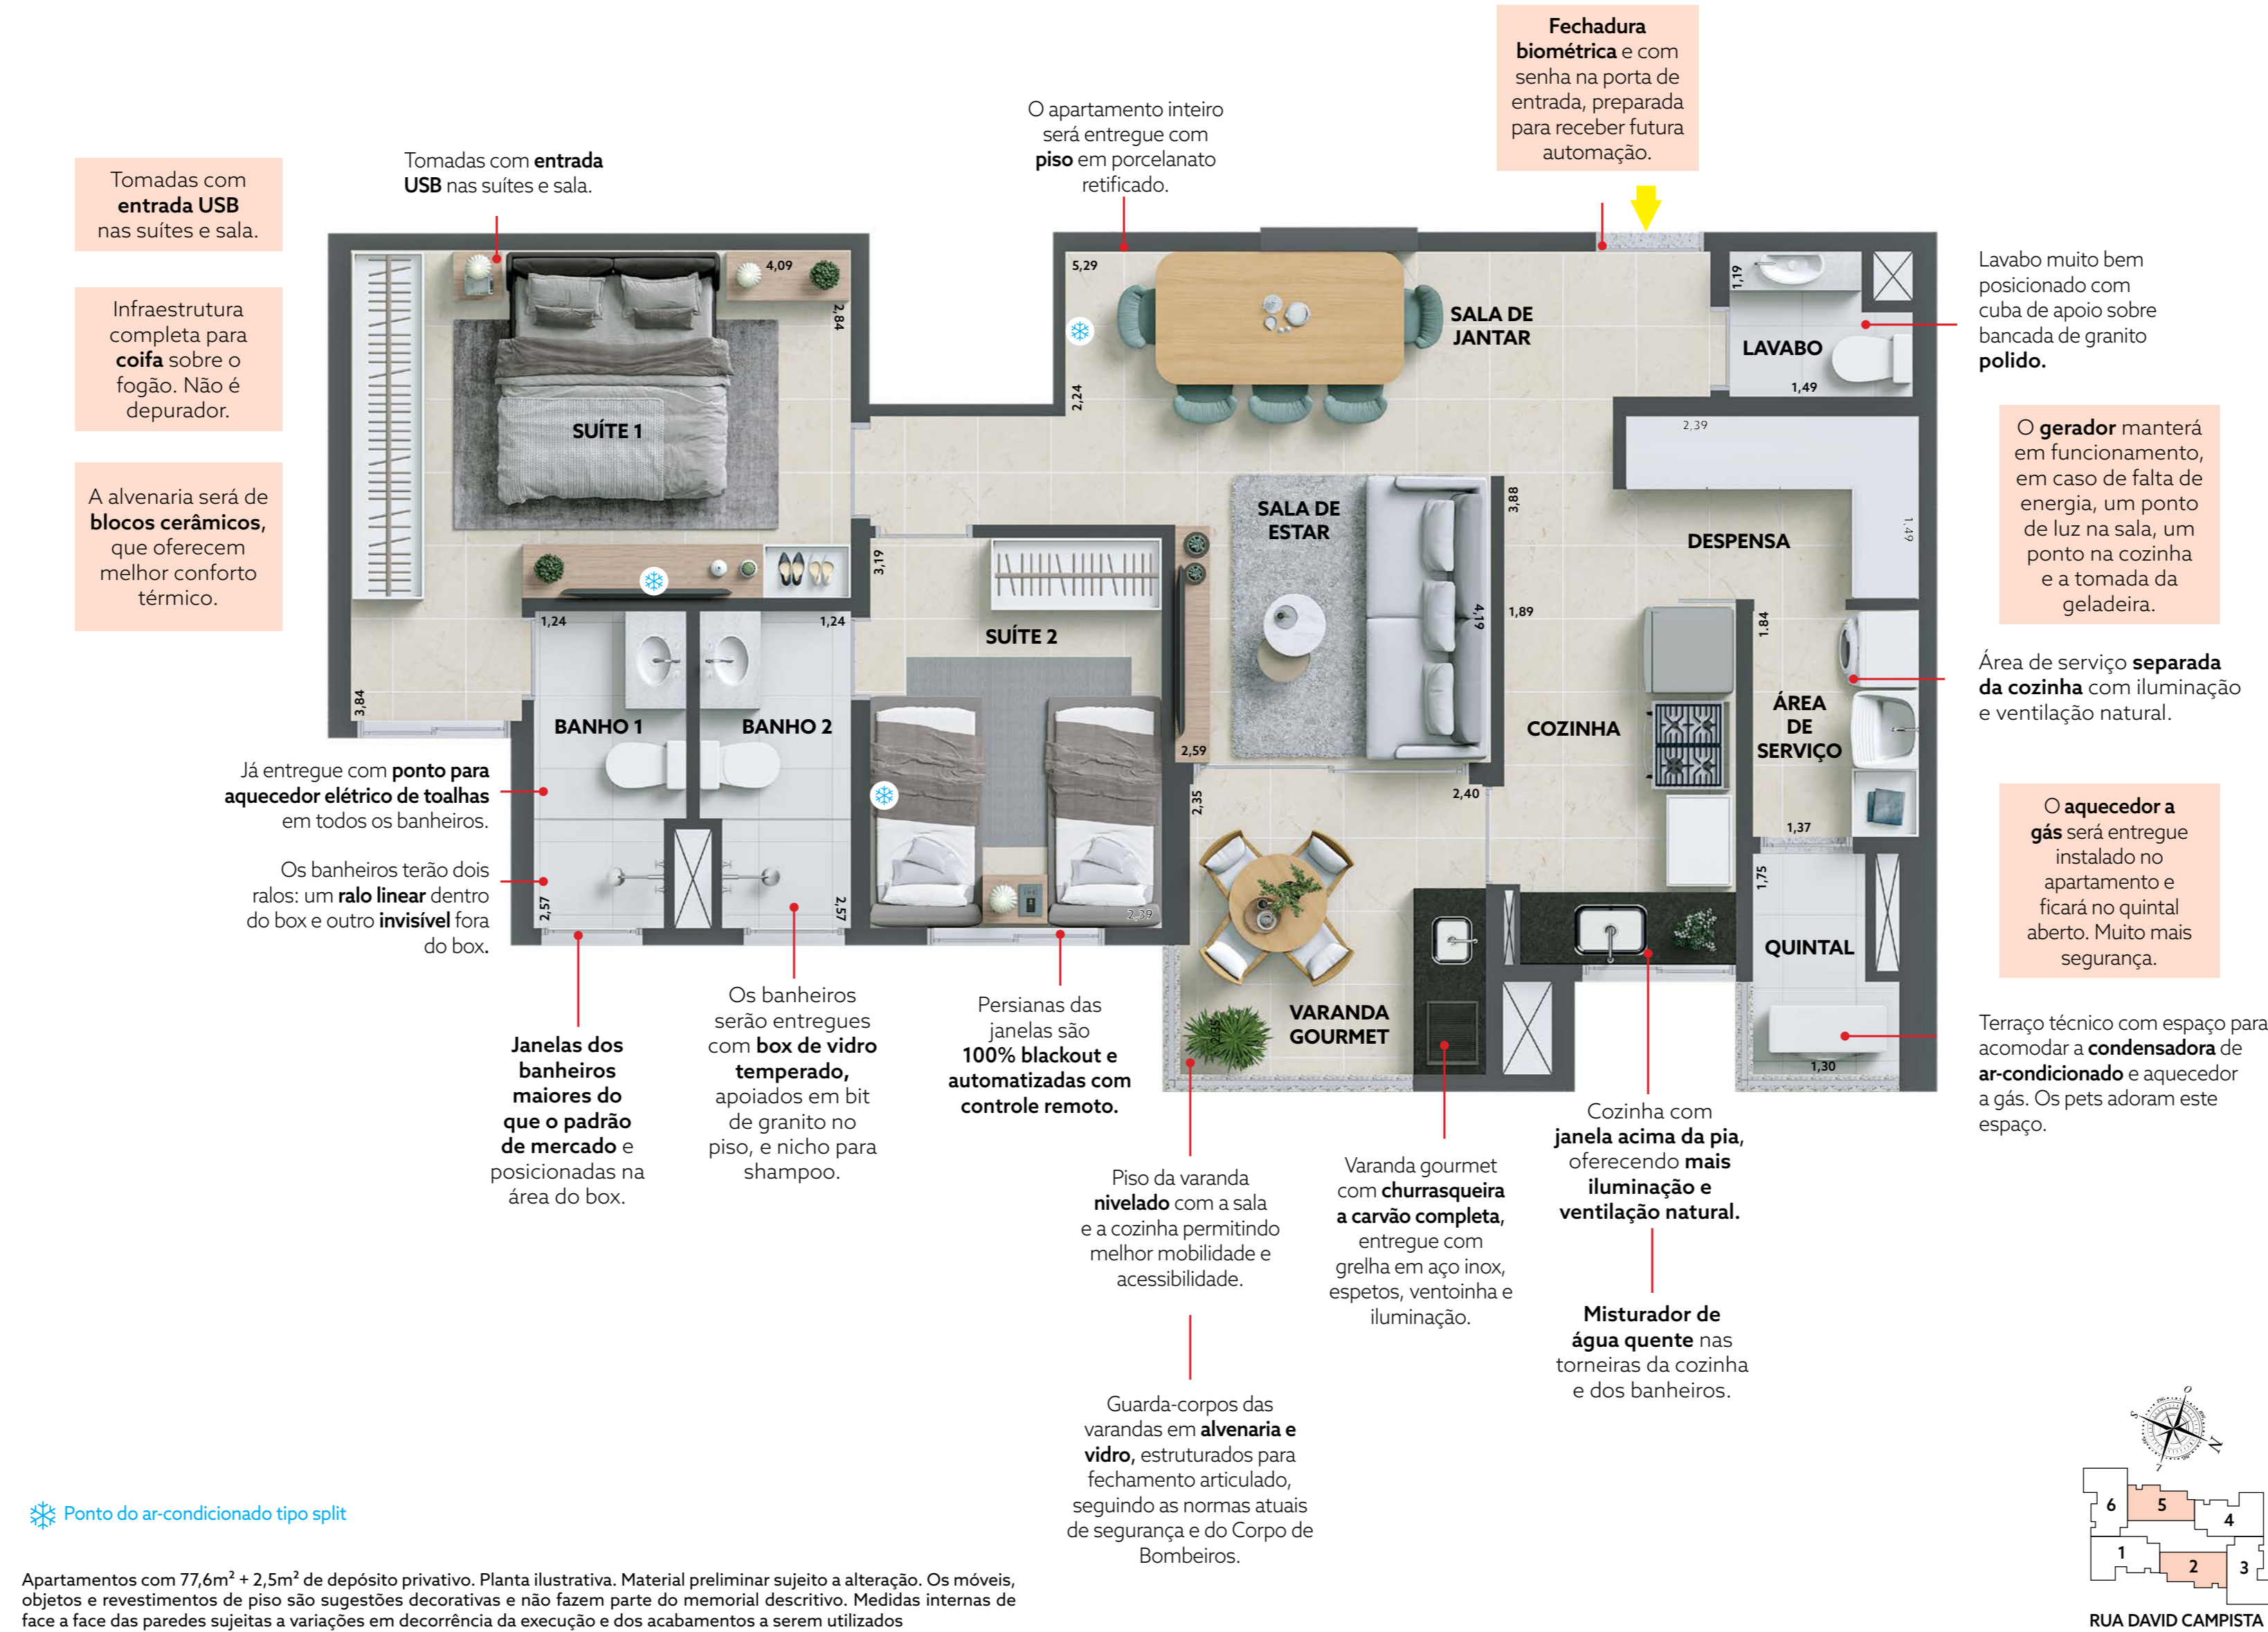 Fechadura
biométrica e com
senha na porta de
entrada, preparada
para receber futura
automação.
O apartamento inteiro
será entregue com
piso em porcelanato
retificado.
Tomadas com entrada
USB nas suítes e sala.
Tomadas com
entrada USB
nas suítes e sala.
Infraestrutura
completa para
coifa sobre o
fogão. Não é
depurador.
A alvenaria será de
blocos cerâmicos,
que oferecem
melhor conforto
térmico.
4,09
2,84
SUÍTE 1
3,84
5,29
2,24
SALA DE
JANTAR
1,19
LAVABO
1,49
Lavabo muito bem
posicionado com
cuba de apoio sobre
bancada de granito
polido.
2,39
1,49
DESPENSA
O gerador manterá
em funcionamento,
em caso de falta de
energia, um ponto
de luz na sala, um
ponto na cozinha
e a tomada da
geladeira.
SALA DE
ESTAR
4,19
2,59
3,88
1,89
COZINHA
3,19
SUÍTE 2
2,39
1,24
BANHO 1
2,57
1,24
BANHO 2
2,57
1.84
ÁREA
DE
SERVIÇO
1,37
Área de serviço separada
da cozinha com iluminação
e ventilação natural.
2,35
2,40
2,35
VARANDA
GOURMET
1,75
QUINTAL
1,30
O aquecedor a
gás será entregue
instalado no
apartamento e
ficará no quintal
aberto. Muito mais
segurança.
Terraço técnico com espaço para
acomodar a condensadora de
ar-condicionado e aquecedor
a gás. Os pets adoram este
espaço.
Já entregue com ponto para
aquecedor elétrico de toalhas
em todos os banheiros.
Os banheiros terão dois
ralos: um ralo linear dentro
do box e outro invisível fora
do box.
Janelas dos
banheiros
maiores do
que o padrão
de mercado e
posicionadas na
área do box.
Os banheiros
serão entregues
com box de vidro
temperado,
apoiados em bit
de granito no
piso, e nicho para
shampoo.
Persianas das
janelas são
100% blackout e
automatizadas com
controle remoto.
Piso da varanda
nivelado com a sala
e a cozinha permitindo
melhor mobilidade e
acessibilidade.
Guarda-corpos das
varandas em alvenaria e
vidro, estruturados para
fechamento articulado,
seguindo as normas atuais
de segurança e do Corpo de
Bombeiros.
Varanda gourmet
com churrasqueira
a carvão completa,
entregue com
grelha em aço inox,
espetos, ventoinha e
iluminação.
Cozinha com
janela acima da pia,
oferecendo mais
iluminação e
ventilação natural.
Misturador de
água quente nas
torneiras da cozinha
e dos banheiros.
Ponto do ar-condicionado tipo split
Apartamentos com 77,6m² + 2,5m² de depósito privativo. Planta ilustrativa. Material preliminar sujeito a alteração. Os móveis,
objetos e revestimentos de piso são sugestões decorativas e não fazem parte do memorial descritivo. Medidas internas de
face a face das paredes sujeitas a variações em decorrência da execução e dos acabamentos a serem utilizados
O
S
N
L
6
5
4
1
2
3
RUA DAVID CAMPISTA